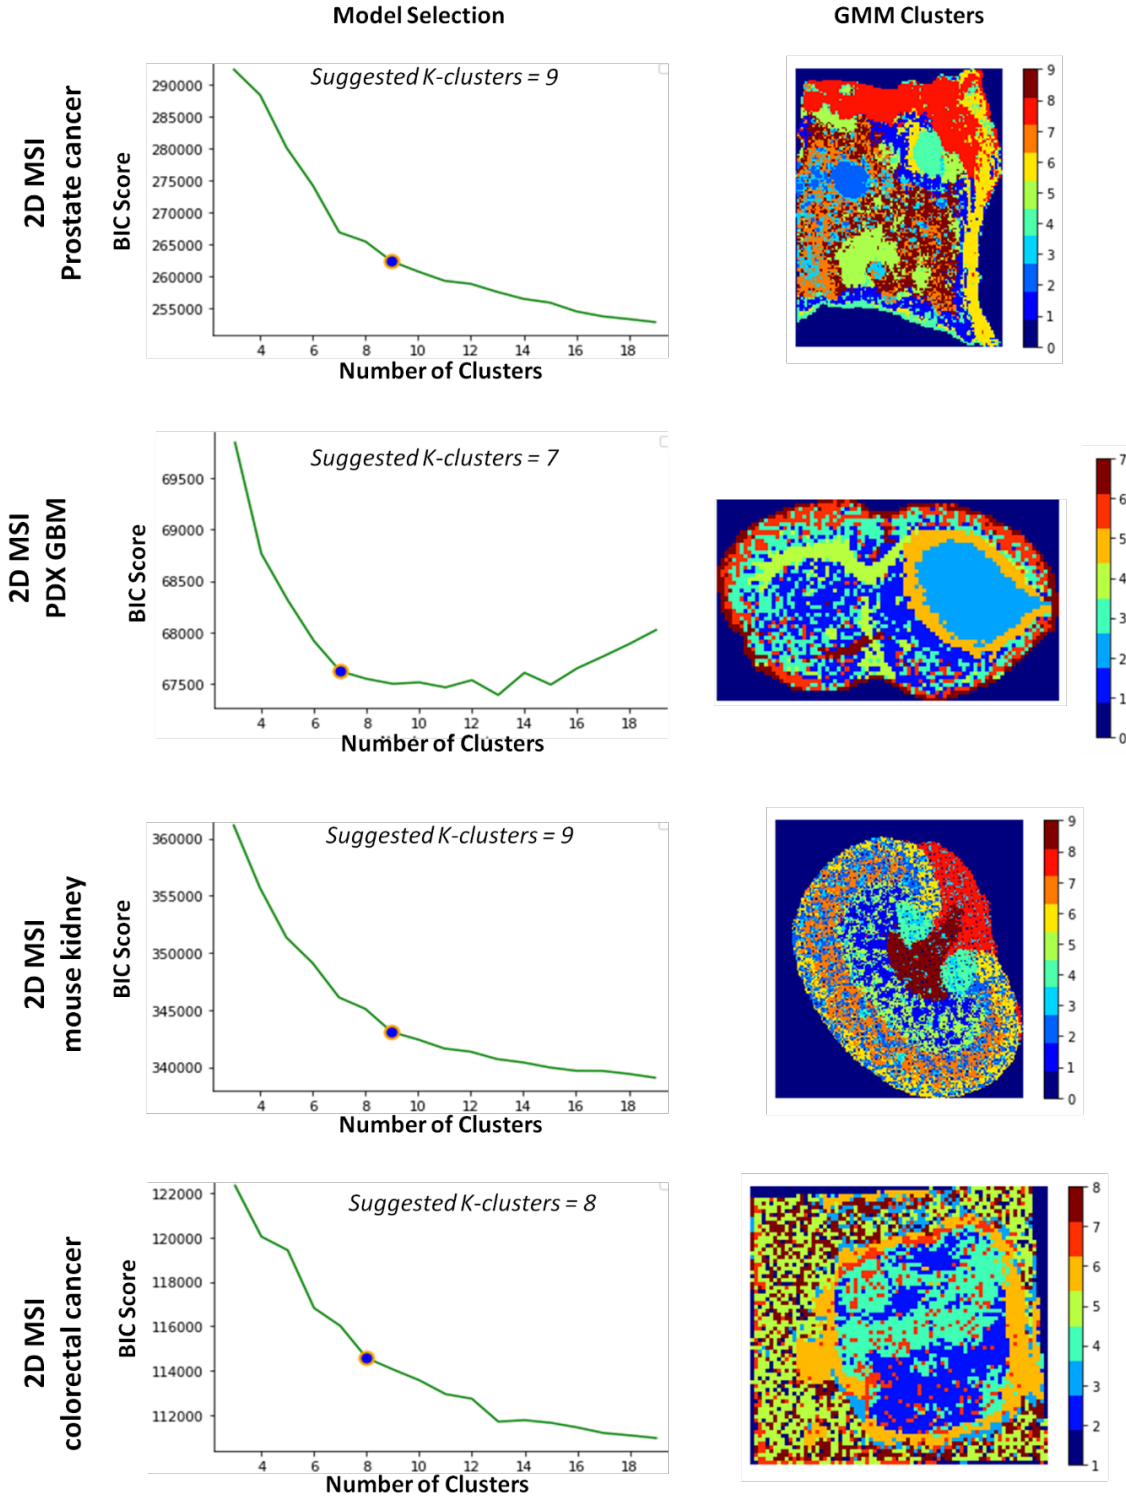 Model Selection
GMM Clusters
2D MSI
Prostate cancer
BIC Score
Suggested K-clusters = 9
290000
285000
280000
275000
270000
265000
260000
255000
4 6 8 10 12 14 16 18
Number of Clusters
9
8
7
6
5
4
3
2
1
0
2D MSI
PDX GBM
BIC Score
Suggested K-clusters = 7
69500
69000
68500
68000
67500
4 6 8 10 12 14 16 18
Number of Clusters
7
6
5
4
3
2
1
0
2D MSI
mouse kidney
BIC Score
Suggested K-clusters = 9
360000
355000
350000
345000
340000
4 6 8 10 12 14 16 18
Number of Clusters
9
8
7
6
5
4
3
2
1
0
2D MSI
colorectal cancer
BIC Score
Suggested K-clusters = 8
122000
120000
118000
116000
114000
112000
4 6 8 10 12 14 16 18
Number of Clusters
8
7
6
5
4
3
2
1